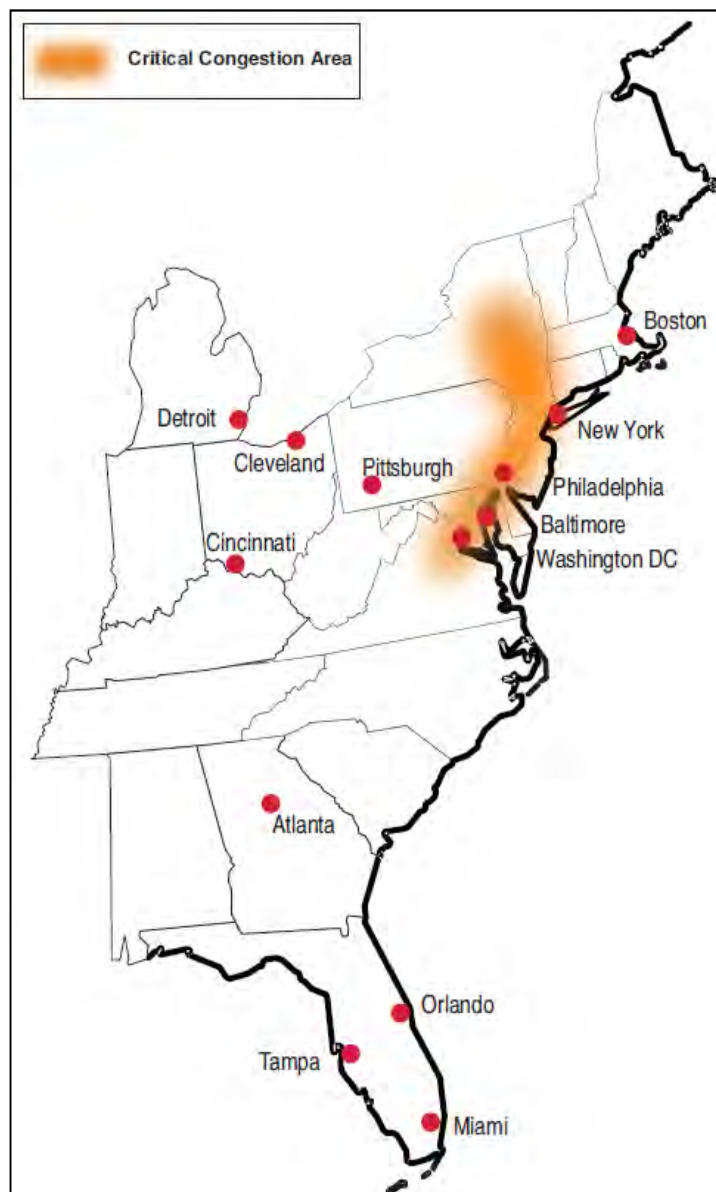 Critical Congestion Area
Boston
Detroit
New York
Cleveland
Pittsburgh
Philadelphia
Baltimore
Cincinnati
Washington DC
Atlanta
Orlando
Tampa
Miami